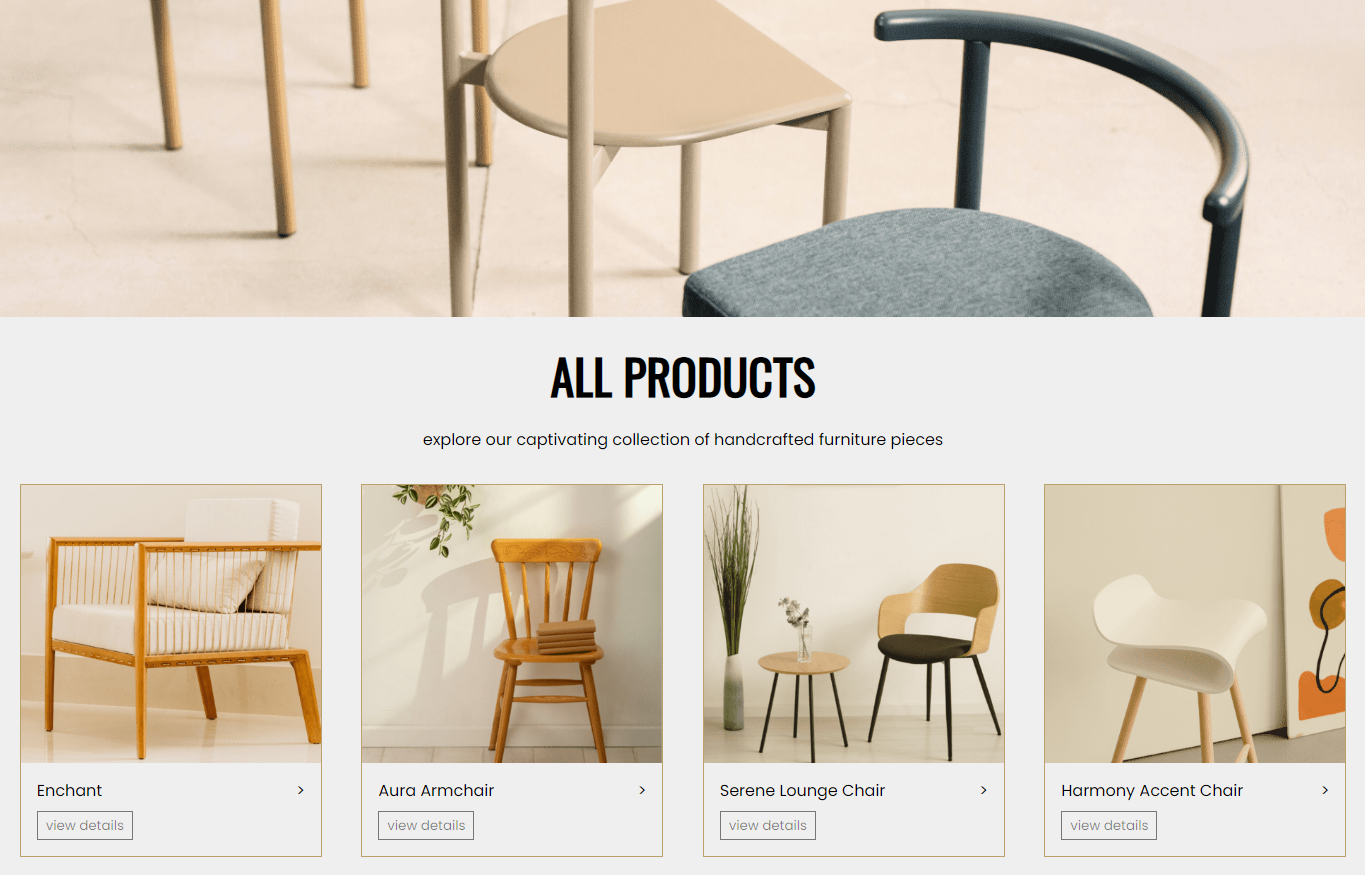 ALL PRODUCTS
explore our captivating collection of handcrafted furniture pieces
Enchant >
view details
Aura Armchair >
view details
Serene Lounge Chair >
view details
Harmony Accent Chair >
view details